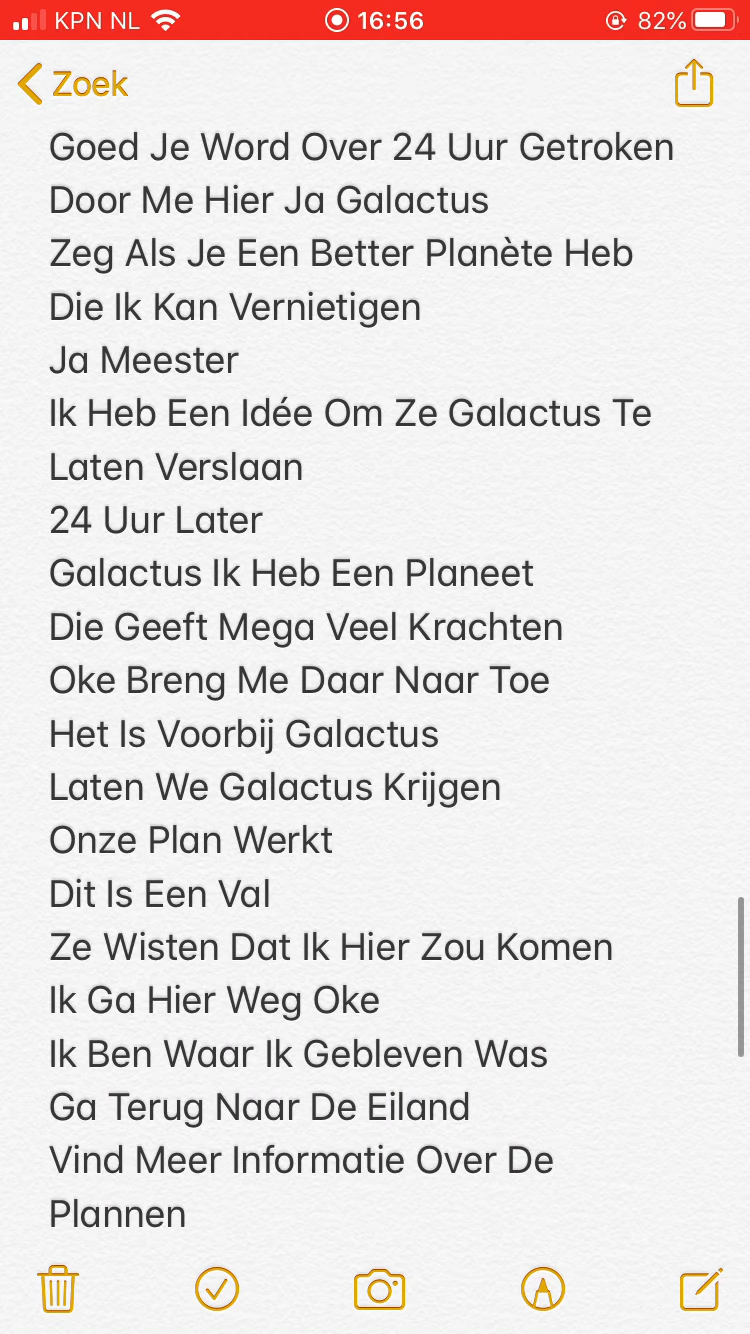 KPN NL 16:56 82%
Zoek
Goed Je Word Over 24 Uur Getroken
Door Me Hier Ja Galactus
Zeg Als Je Een Better Planète Heb
Die Ik Kan Vernietigen
Ja Meester
Ik Heb Een Idée Om Ze Galactus Te
Laten Verslaan
24 Uur Later
Galactus Ik Heb Een Planeet
Die Geeft Mega Veel Krachten
Oke Breng Me Daar Naar Toe
Het Is Voorbij Galactus
Laten We Galactus Krijgen
Onze Plan Werkt
Dit Is Een Val
Ze Wisten Dat Ik Hier Zou Komen
Ik Ga Hier Weg Oke
Ik Ben Waar Ik Gebleven Was
Ga Terug Naar De Eiland
Vind Meer Informatie Over De
Plannen